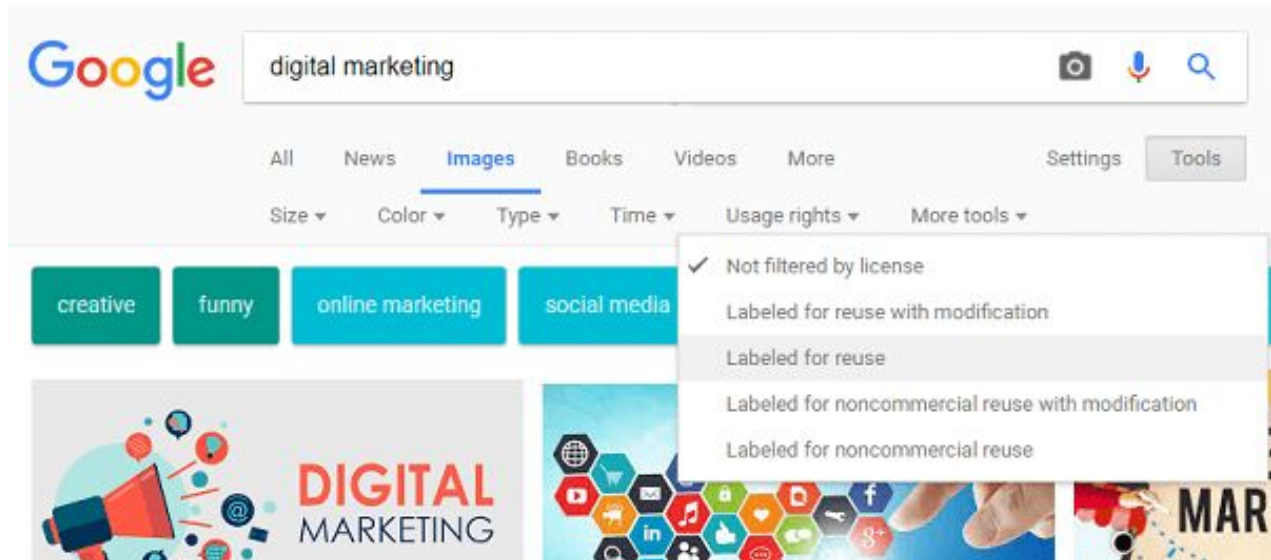 Google
digital marketing
All News Images Books Videos More Settings Tools
Size Color Type Time Usage rights More tools
Not filtered by license
Labeled for reuse with modification
Labeled for reuse
Labeled for noncommercial reuse with modification
Labeled for noncommercial reuse
creative funny online marketing social media
DIGITAL
MARKETING
in
f
g+
MAR